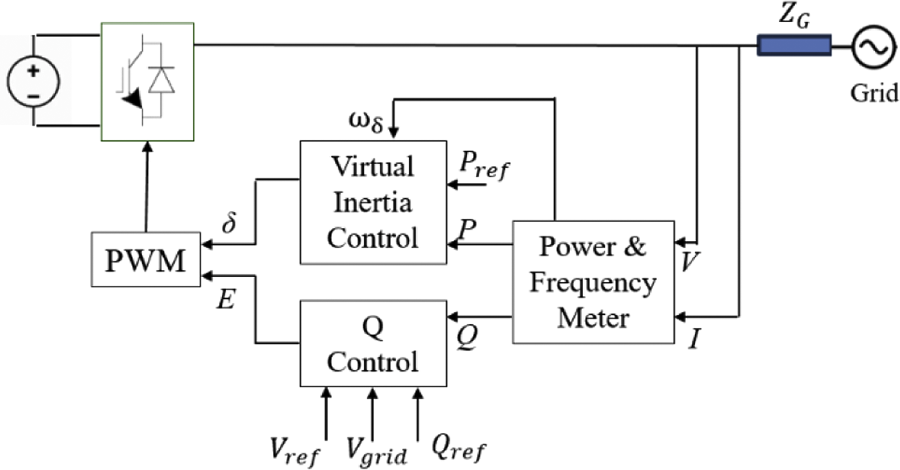 Z_G
Grid
ω_δ
Virtual
Inertia
Control
P_ref
P
δ
PWM
E
Power &
Frequency
Meter
V
I
Q
Control
Q
V_ref
V_grid
Q_ref
+
−